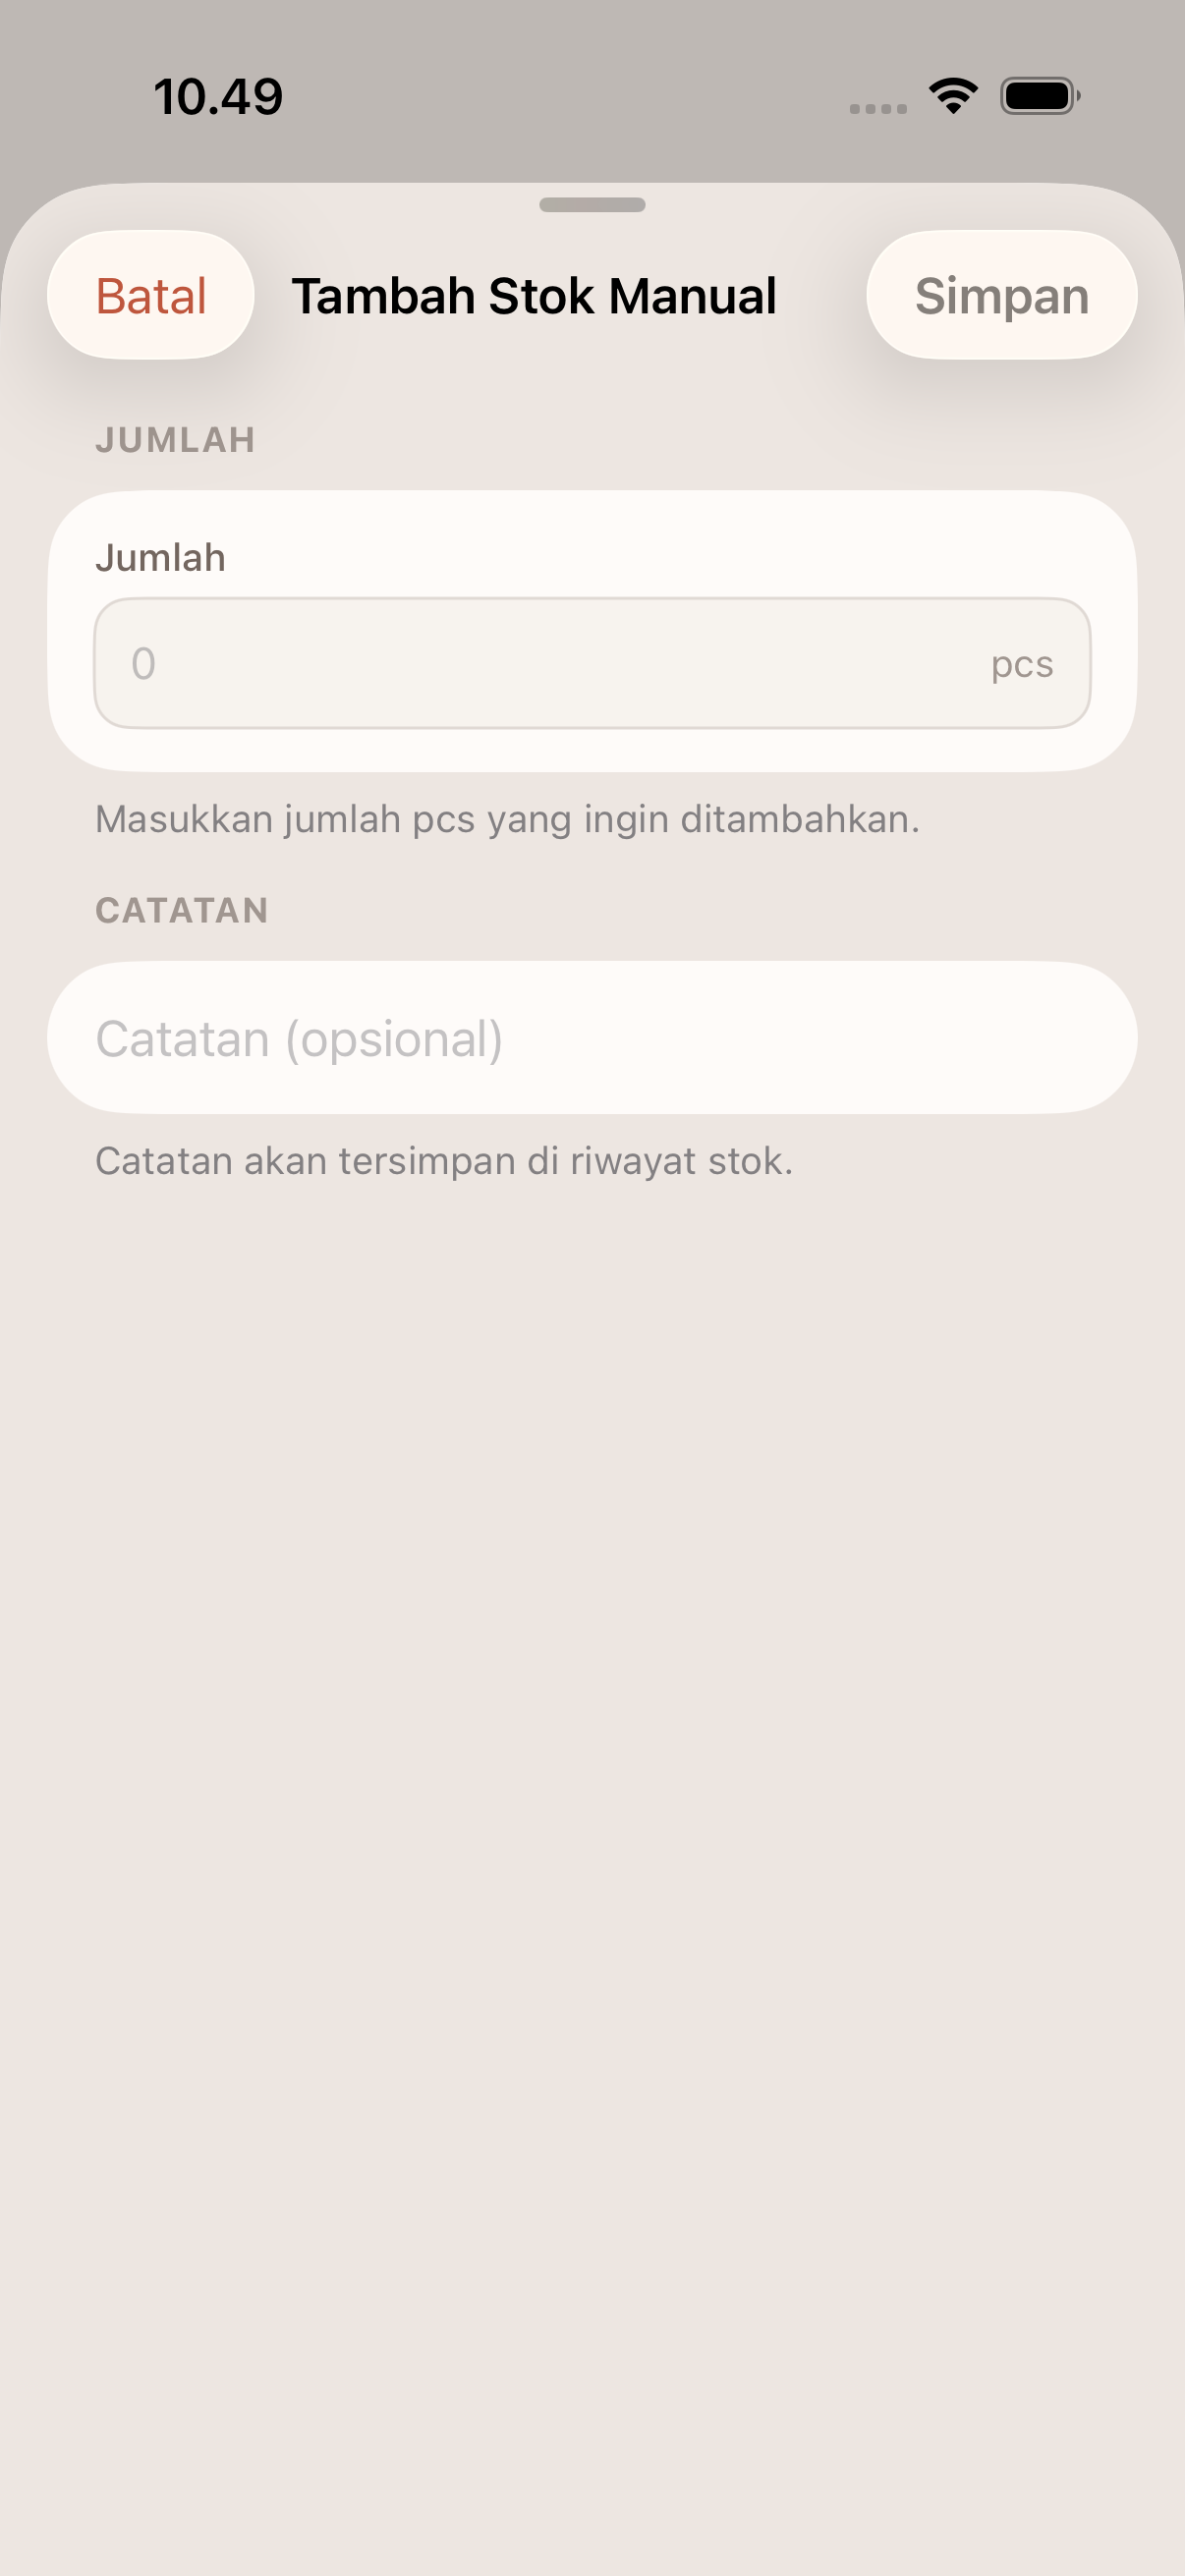 10.49
Batal Tambah Stok Manual Simpan
JUMLAH
Jumlah
0 pcs
Masukkan jumlah pcs yang ingin ditambahkan.
CATATAN
Catatan (opsional)
Catatan akan tersimpan di riwayat stok.